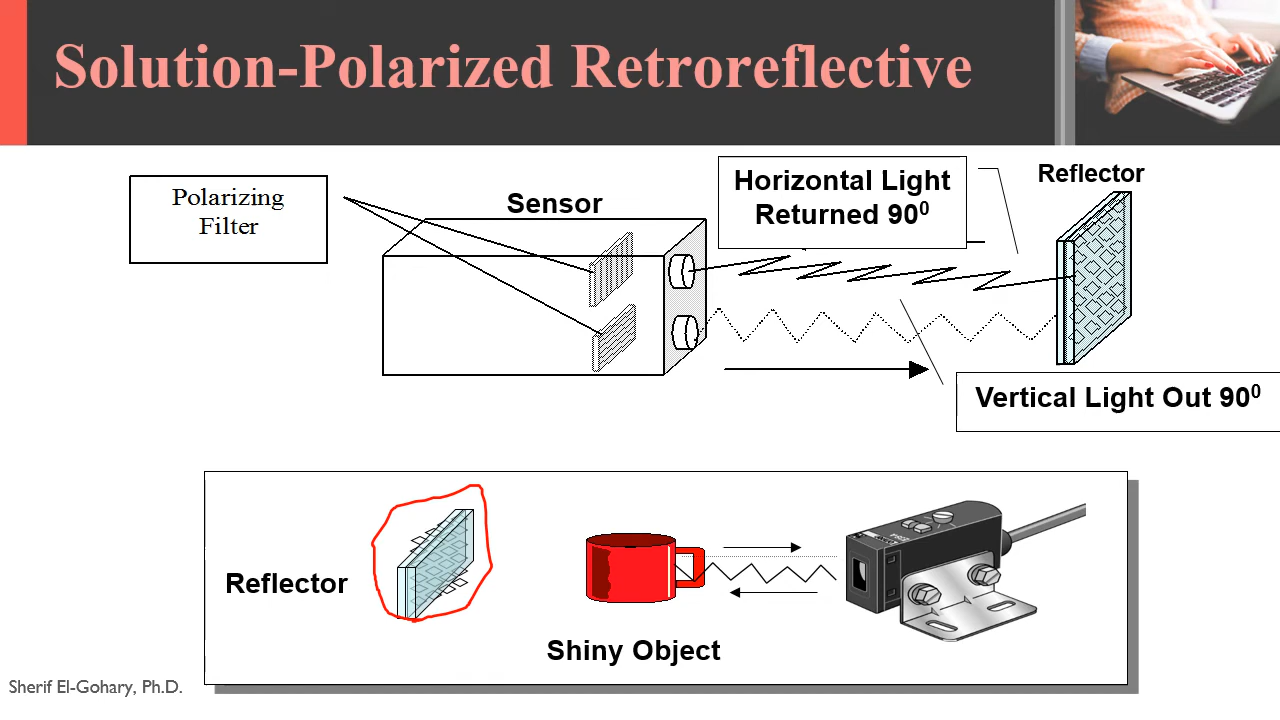 Solution-Polarized Retroreflective
Polarizing
Filter
Sensor
Horizontal Light
Returned 90⁰
Reflector
Vertical Light Out 90⁰
Reflector
Shiny Object
Sherif El-Gohary, Ph.D.